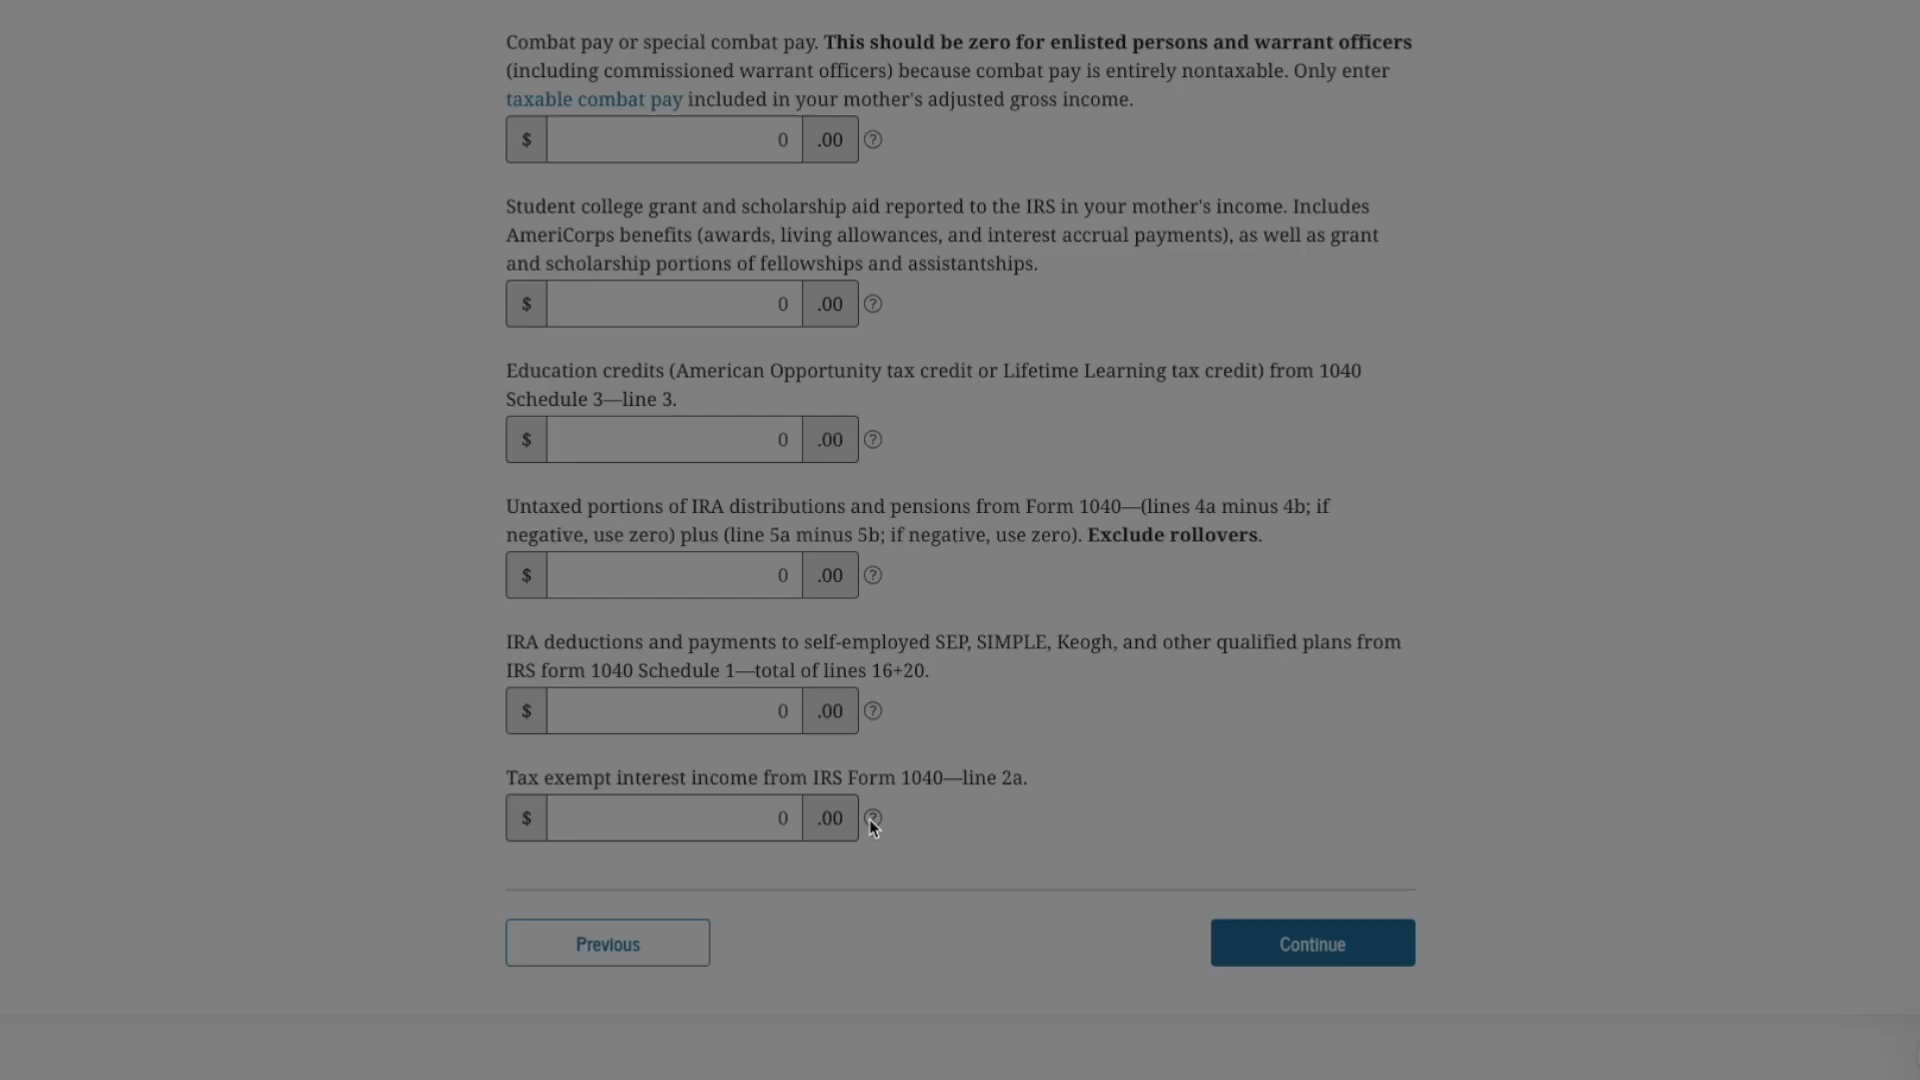 Combat pay or special combat pay. This should be zero for enlisted persons and warrant officers
(including commissioned warrant officers) because combat pay is entirely nontaxable. Only enter
taxable combat pay included in your mother's adjusted gross income.
$ 0 .00 ?
Student college grant and scholarship aid reported to the IRS in your mother's income. Includes
AmeriCorps benefits (awards, living allowances, and interest accrual payments), as well as grant
and scholarship portions of fellowships and assistantships.
$ 0 .00 ?
Education credits (American Opportunity tax credit or Lifetime Learning tax credit) from 1040
Schedule 3—line 3.
$ 0 .00 ?
Untaxed portions of IRA distributions and pensions from Form 1040—(lines 4a minus 4b; if
negative, use zero) plus (line 5a minus 5b; if negative, use zero). Exclude rollovers.
$ 0 .00 ?
IRA deductions and payments to self-employed SEP, SIMPLE, Keogh, and other qualified plans from
IRS form 1040 Schedule 1—total of lines 16+20.
$ 0 .00 ?
Tax exempt interest income from IRS Form 1040—line 2a.
$ 0 .00 ?
Previous Continue